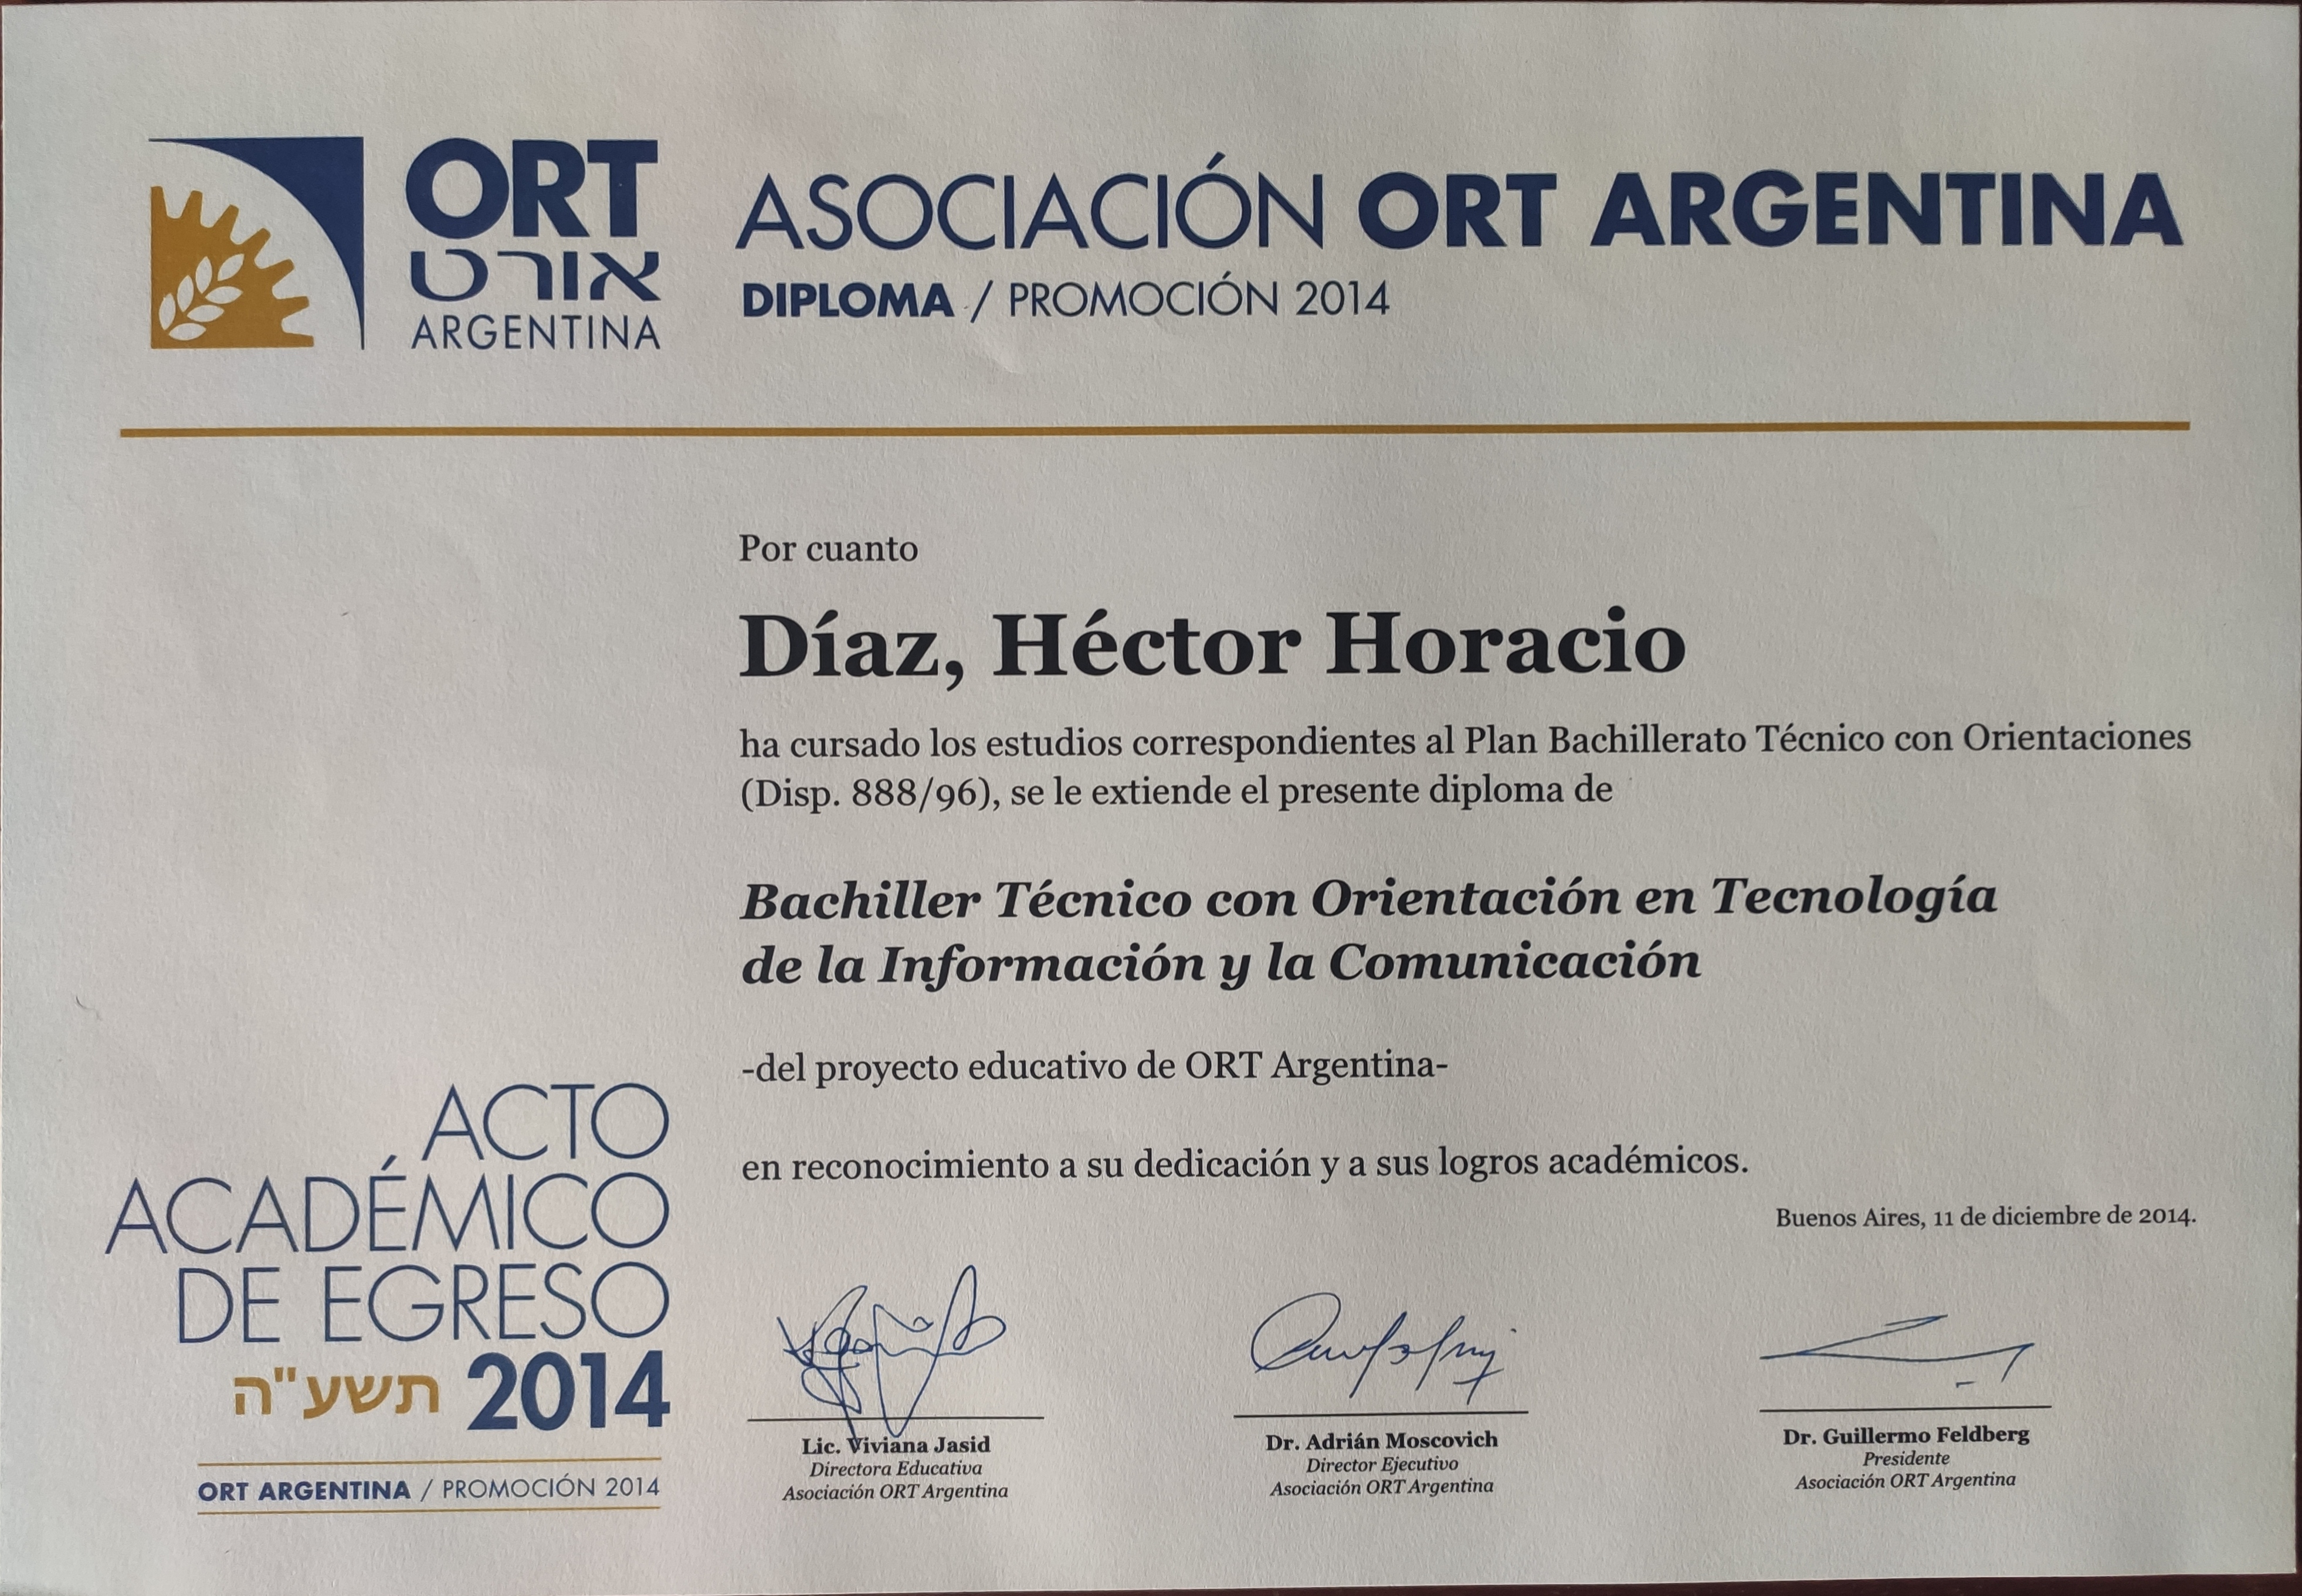 ORT
אורט
ARGENTINA
ASOCIACIÓN ORT ARGENTINA
DIPLOMA / PROMOCIÓN 2014
Por cuanto
Díaz, Héctor Horacio
ha cursado los estudios correspondientes al Plan Bachillerato Técnico con Orientaciones
(Disp. 888/96), se le extiende el presente diploma de
Bachiller Técnico con Orientación en Tecnología
de la Información y la Comunicación
-del proyecto educativo de ORT Argentina-
en reconocimiento a su dedicación y a sus logros académicos.
Buenos Aires, 11 de diciembre de 2014.
ACTO
ACADÉMICO
DE EGRESO
תשע"ה 2014
ORT ARGENTINA / PROMOCIÓN 2014
Lic. Viviana Jasid
Directora Educativa
Asociación ORT Argentina
Dr. Adrián Moscovich
Director Ejecutivo
Asociación ORT Argentina
Dr. Guillermo Feldberg
Presidente
Asociación ORT Argentina